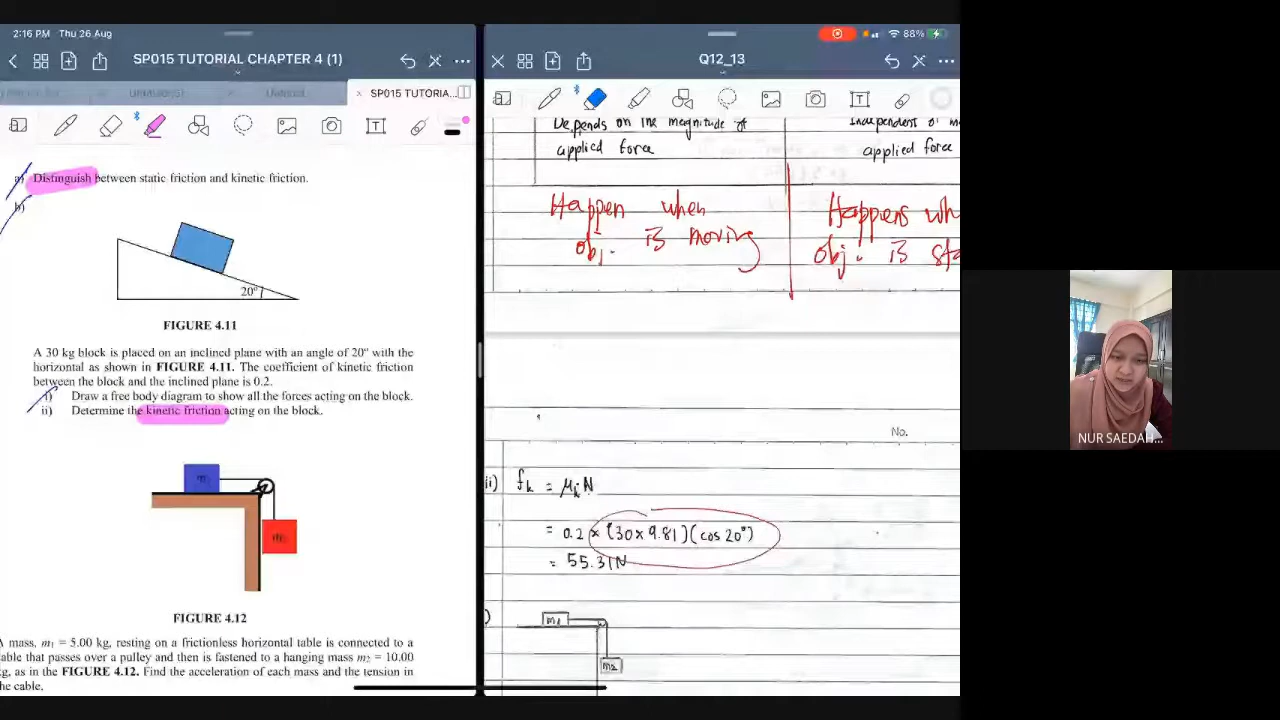 2:16 PM Thu 26 Aug
SP015 TUTORIAL CHAPTER 4 (1)
SP015 TUTORIA...
a) Distinguish between static friction and kinetic friction.
b)
20°
FIGURE 4.11
A 30 kg block is placed on an inclined plane with an angle of 20° with the
horizontal as shown in FIGURE 4.11. The coefficient of kinetic friction
between the block and the inclined plane is 0.2.
i) Draw a free body diagram to show all the forces acting on the block.
ii) Determine the kinetic friction acting on the block.
FIGURE 4.12
mass, m₁ = 5.00 kg, resting on a frictionless horizontal table is connected to a
able that passes over a pulley and then is fastened to a hanging mass m₂ = 10.00
kg, as in the FIGURE 4.12. Find the acceleration of each mass and the tension in
the cable.
88%
Q12_13
Depends on the magnitude of
applied force
Independent of m
applied force
Happen when
obj. is moving
Happens wh
obj. is sta
No.
ii) fk = μkN
= 0.2 × (30 × 9.81)(cos 20°)
= 55.31N
)
m₁
m₂
NUR SAEDAH...